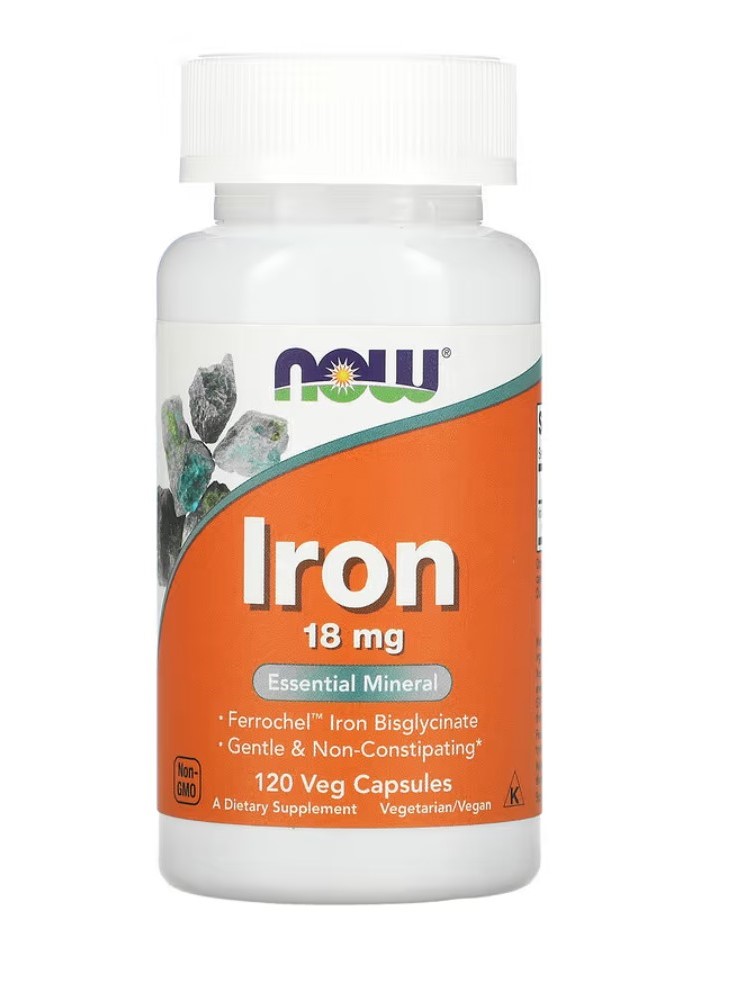 NOW®
Iron
18 mg
Essential Mineral
• Ferrochel™ Iron Bisglycinate
• Gentle & Non-Constipating*
120 Veg Capsules
Non-
GMO
A Dietary Supplement Vegetarian/Vegan
K